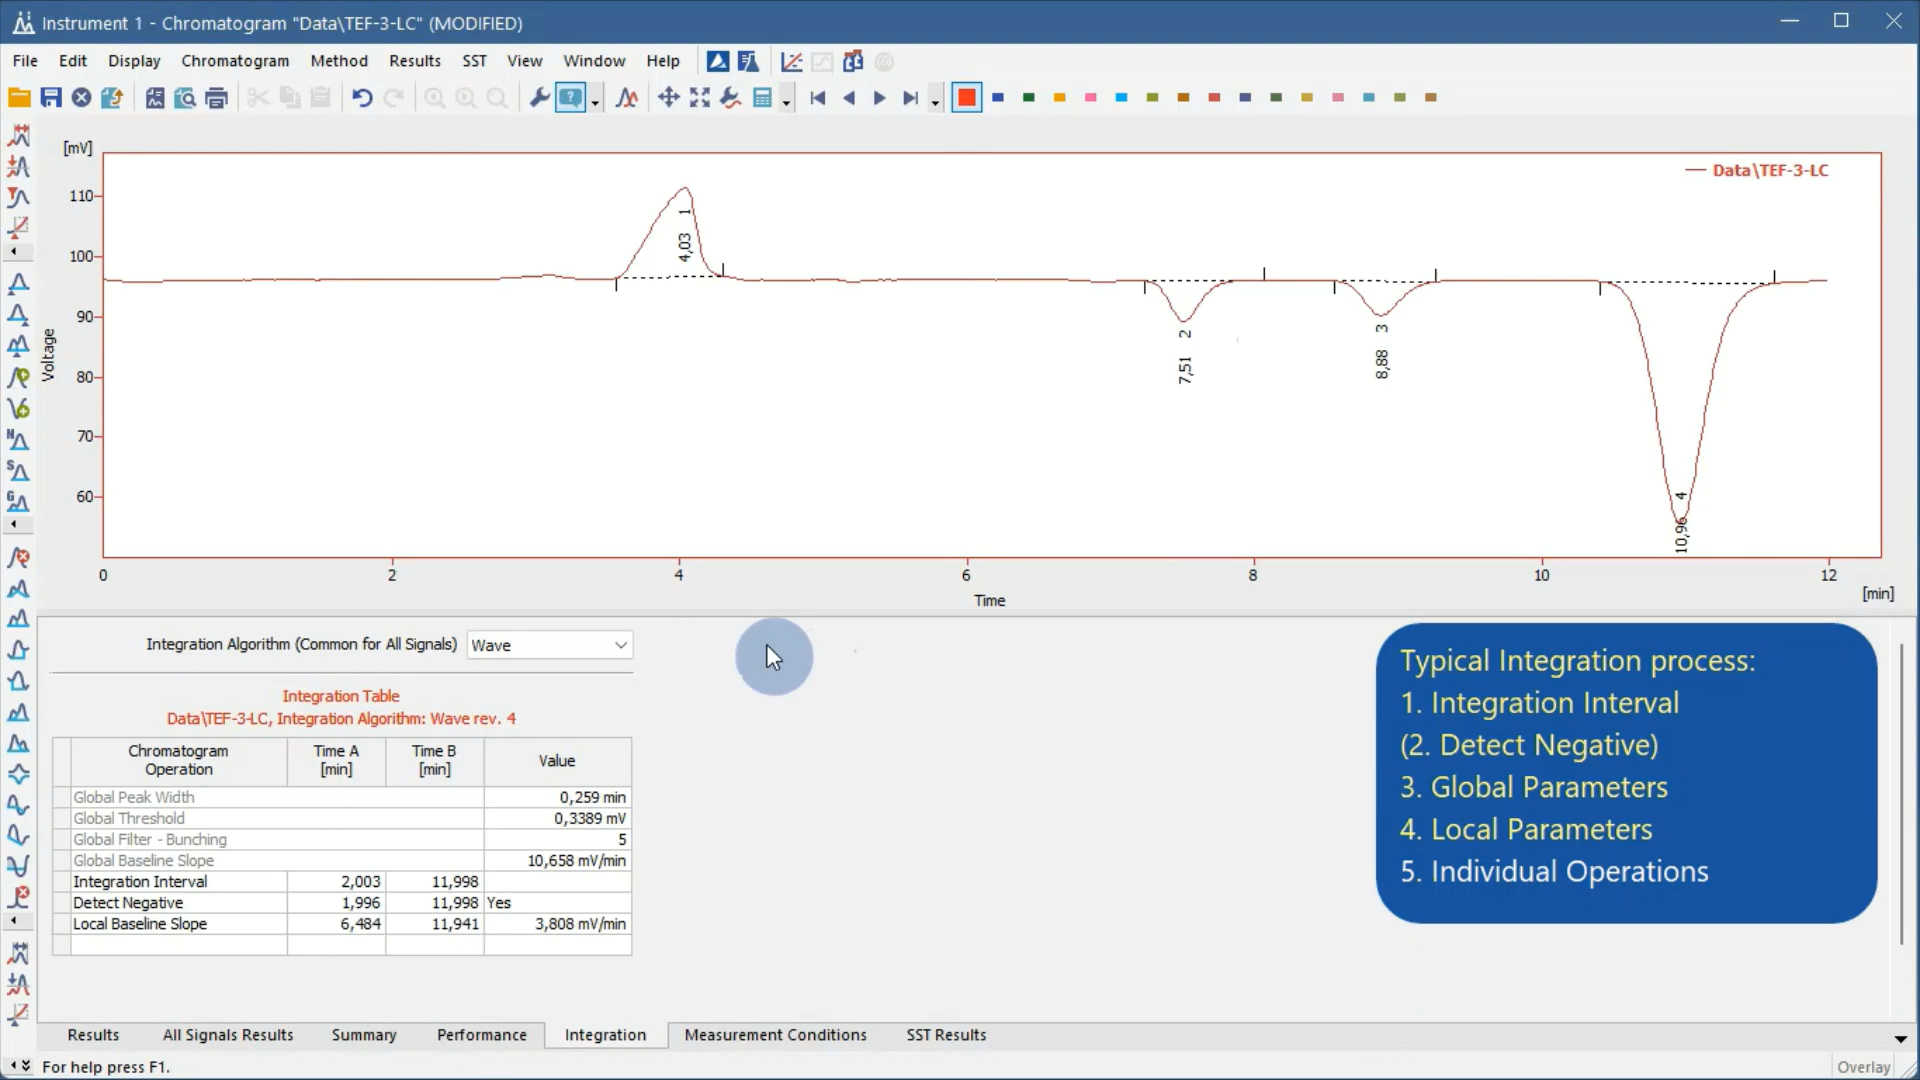 Instrument 1 - Chromatogram "Data\TEF-3-LC" (MODIFIED)
File Edit Display Chromatogram Method Results SST View Window Help
[mV]
Data\TEF-3-LC
110
100
90
80
70
60
Voltage
1
4,03
2
7,51
3
8,88
4
10,96
0 2 4 6 8 10 12
Time
[min]
Integration Algorithm (Common for All Signals) Wave
Integration Table
Data\TEF-3-LC, Integration Algorithm: Wave rev. 4
Chromatogram Operation Time A [min] Time B [min] Value
Global Peak Width 0,259 min
Global Threshold 0,3389 mV
Global Filter - Bunching 5
Global Baseline Slope 10,658 mV/min
Integration Interval 2,003 11,998
Detect Negative 1,996 11,998 Yes
Local Baseline Slope 6,484 11,941 3,808 mV/min
Typical Integration process:
1. Integration Interval
(2. Detect Negative)
3. Global Parameters
4. Local Parameters
5. Individual Operations
Results All Signals Results Summary Performance Integration Measurement Conditions SST Results
For help press F1.
Overlay